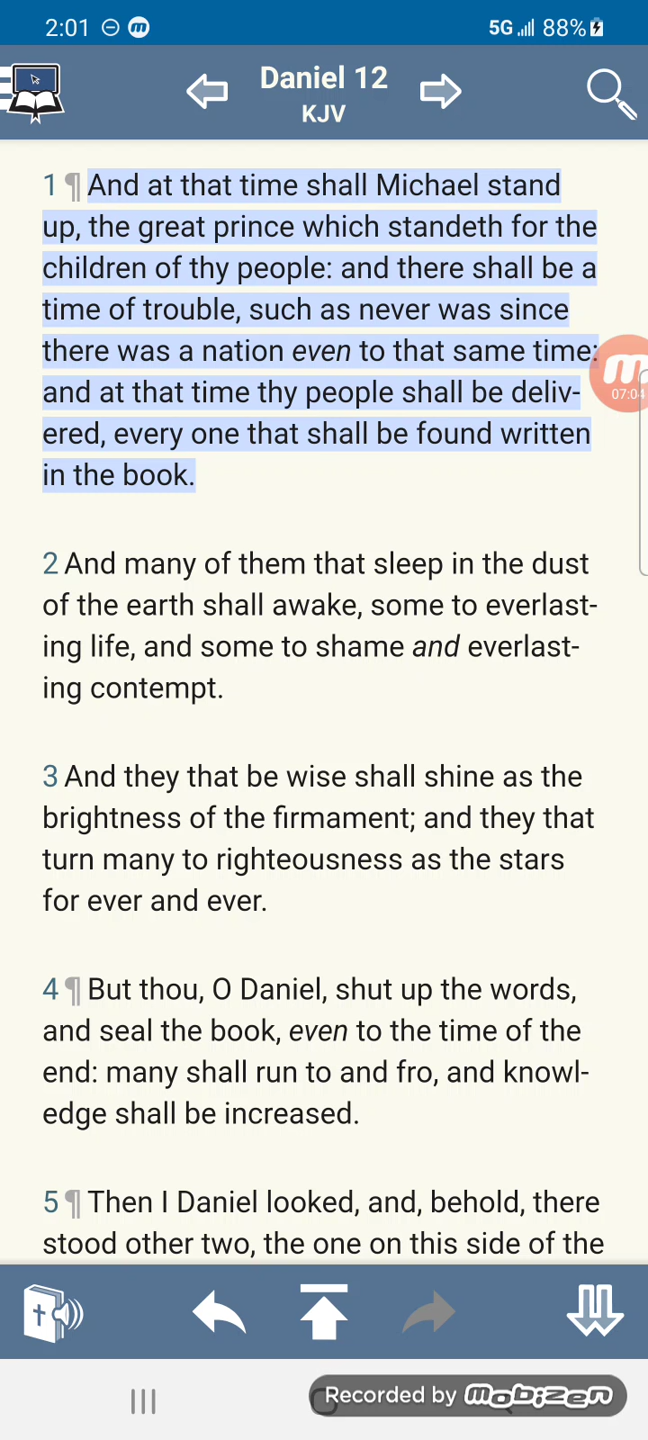 2:01 5G 88%
Daniel 12
KJV
1 ¶ And at that time shall Michael stand
up, the great prince which standeth for the
children of thy people: and there shall be a
time of trouble, such as never was since
there was a nation even to that same time:
and at that time thy people shall be deliv-
ered, every one that shall be found written
in the book.
07:04
2 And many of them that sleep in the dust
of the earth shall awake, some to everlast-
ing life, and some to shame and everlast-
ing contempt.
3 And they that be wise shall shine as the
brightness of the firmament; and they that
turn many to righteousness as the stars
for ever and ever.
4 ¶ But thou, O Daniel, shut up the words,
and seal the book, even to the time of the
end: many shall run to and fro, and knowl-
edge shall be increased.
5 ¶ Then I Daniel looked, and, behold, there
stood other two, the one on this side of the
Recorded by mobizen